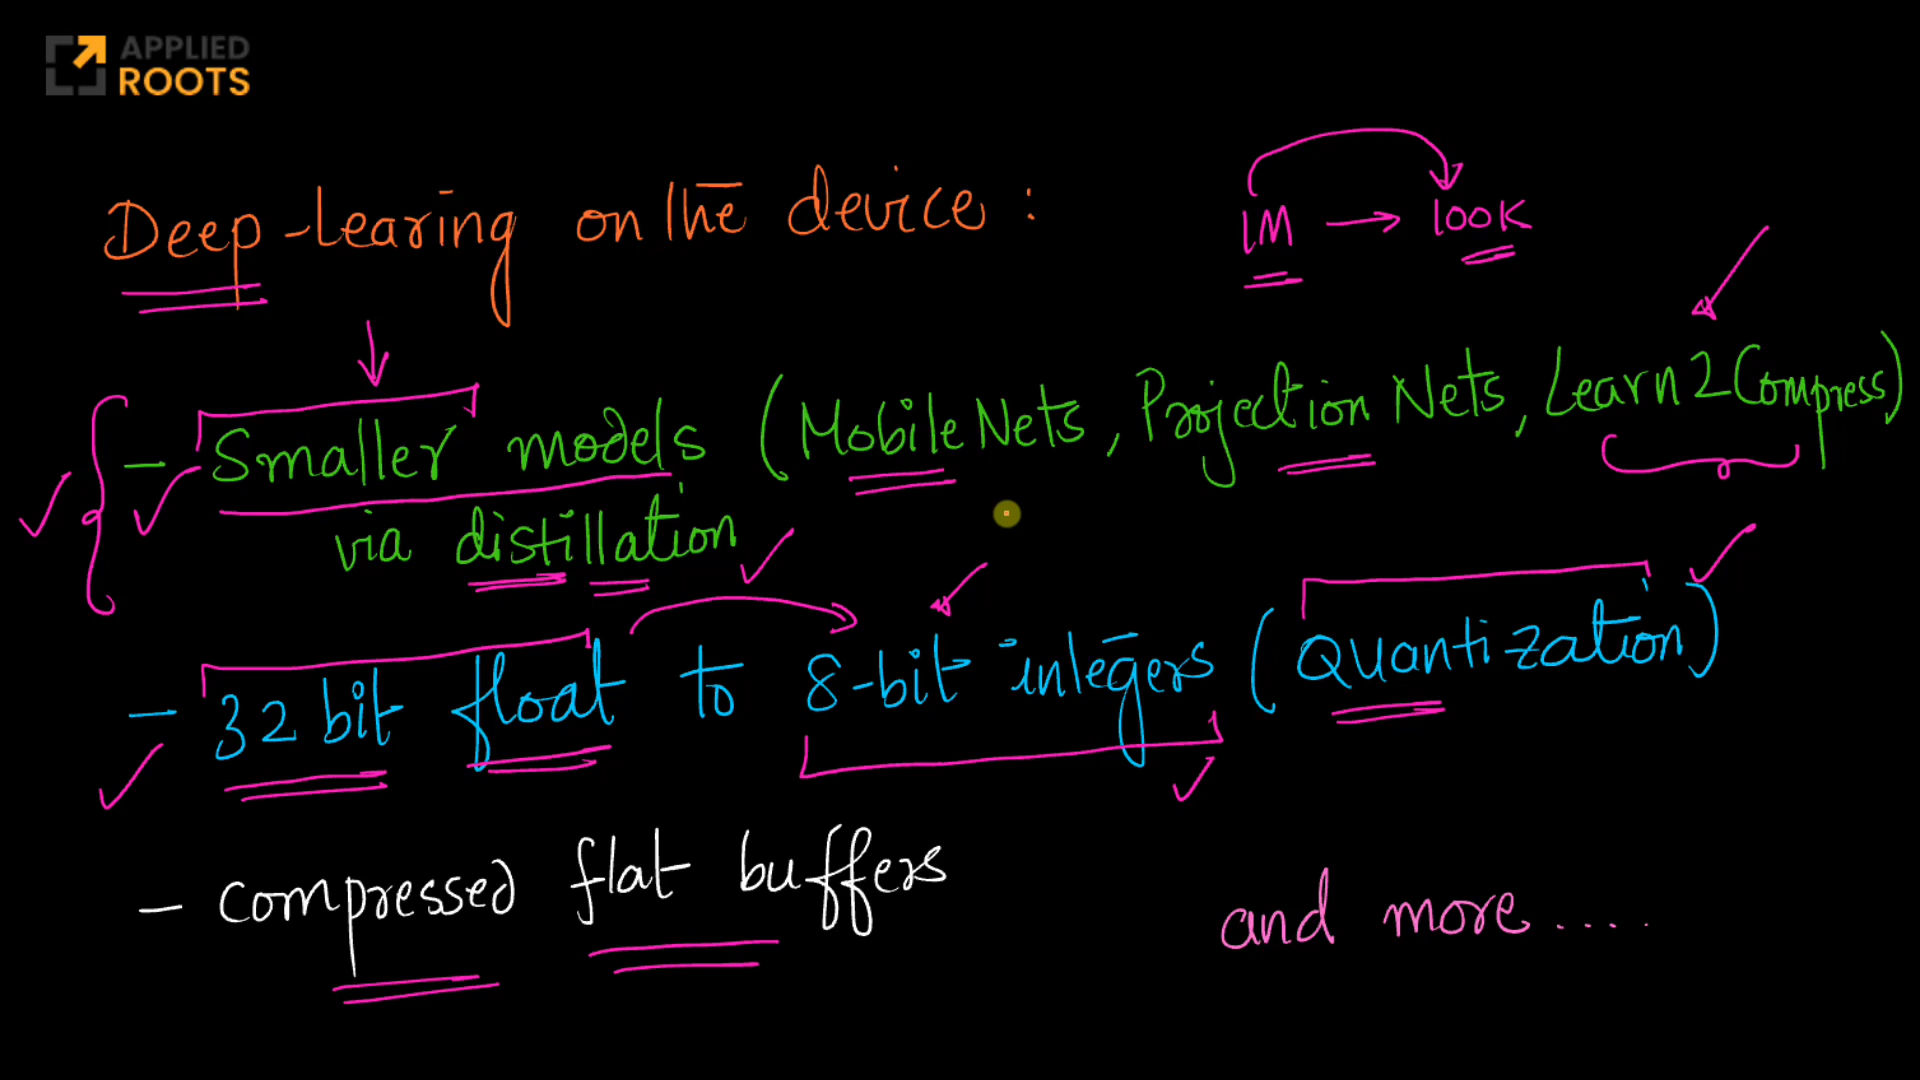 APPLIED
ROOTS
Deep-learing on the device :
1M → 100K
- Smaller models (MobileNets, Projection Nets, Learn2Compress)
via distillation
- 32 bit float to 8-bit integers (Quantization)
- compressed flat buffers
and more.....